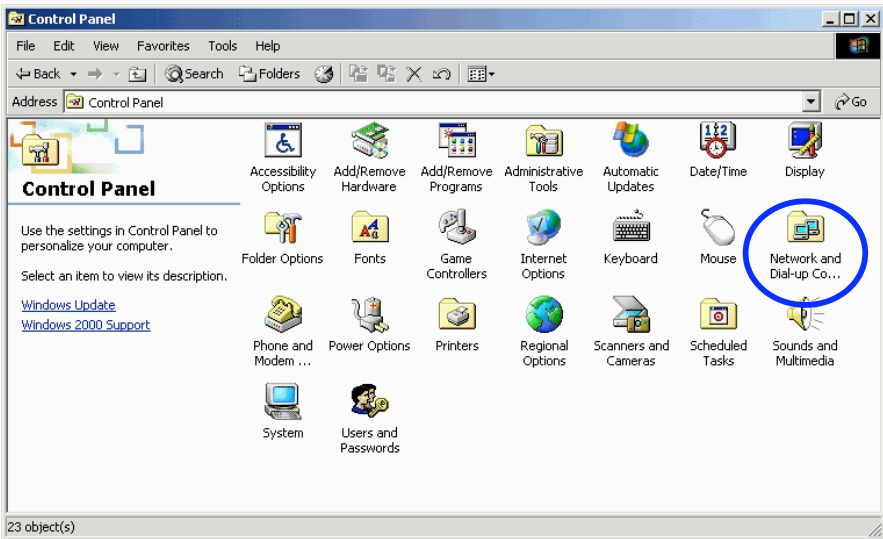 Control Panel
File Edit View Favorites Tools Help
Back Search Folders
Address Control Panel Go
Control Panel
Use the settings in Control Panel to
personalize your computer.
Select an item to view its description.
Windows Update
Windows 2000 Support
Accessibility
Options
Add/Remove
Hardware
Add/Remove
Programs
Administrative
Tools
Automatic
Updates
Date/Time
Display
Folder Options
Fonts
Game
Controllers
Internet
Options
Keyboard
Mouse
Network and
Dial-up Co...
Phone and
Modem ...
Power Options
Printers
Regional
Options
Scanners and
Cameras
Scheduled
Tasks
Sounds and
Multimedia
System
Users and
Passwords
23 object(s)